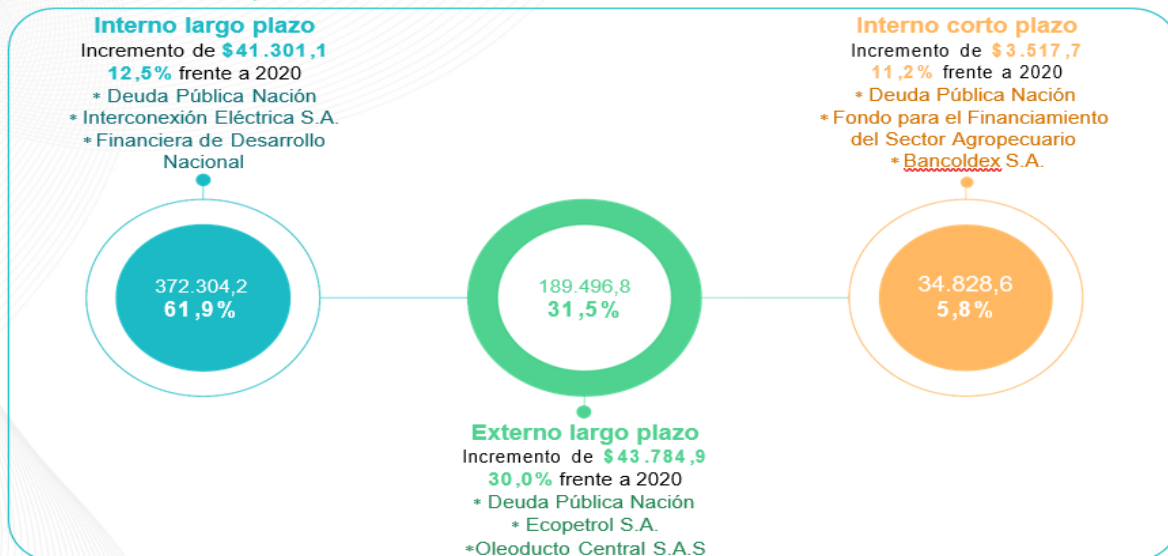 Interno largo plazo
Incremento de $41.301,1
12,5% frente a 2020
* Deuda Pública Nación
* Interconexión Eléctrica S.A.
* Financiera de Desarrollo
Nacional
372.304,2
61,9%
189.496,8
31,5%
Externo largo plazo
Incremento de $43.784,9
30,0% frente a 2020
* Deuda Pública Nación
* Ecopetrol S.A.
*Oleoducto Central S.A.S
Interno corto plazo
Incremento de $3.517,7
11,2% frente a 2020
* Deuda Pública Nación
* Fondo para el Financiamiento
del Sector Agropecuario
* Bancoldex S.A.
34.828,6
5,8%